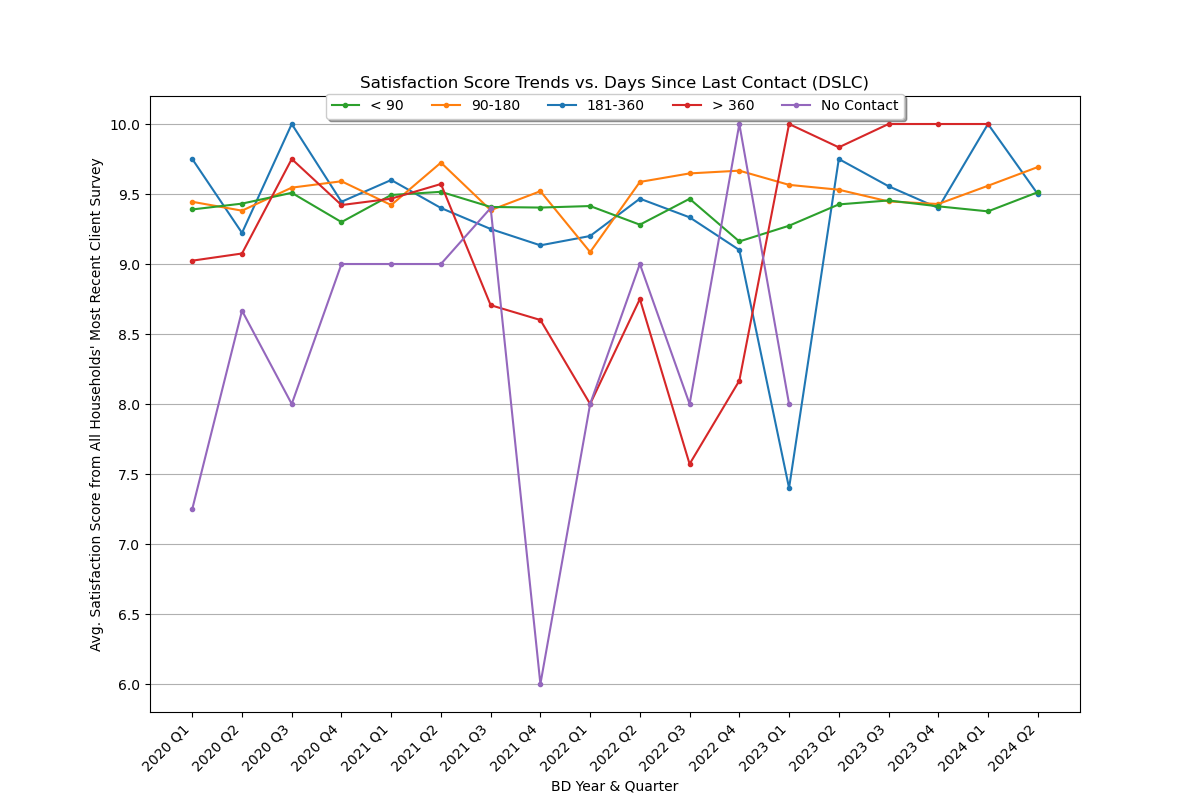 Satisfaction Score Trends vs. Days Since Last Contact (DSLC)
< 90 90-180 181-360 > 360 No Contact
10.0
9.5
9.0
8.5
8.0
7.5
7.0
6.5
6.0
Avg. Satisfaction Score from All Households' Most Recent Client Survey
2020 Q1 2020 Q2 2020 Q3 2020 Q4 2021 Q1 2021 Q2 2021 Q3 2021 Q4 2022 Q1 2022 Q2 2022 Q3 2022 Q4 2023 Q1 2023 Q2 2023 Q3 2023 Q4 2024 Q1 2024 Q2
BD Year & Quarter